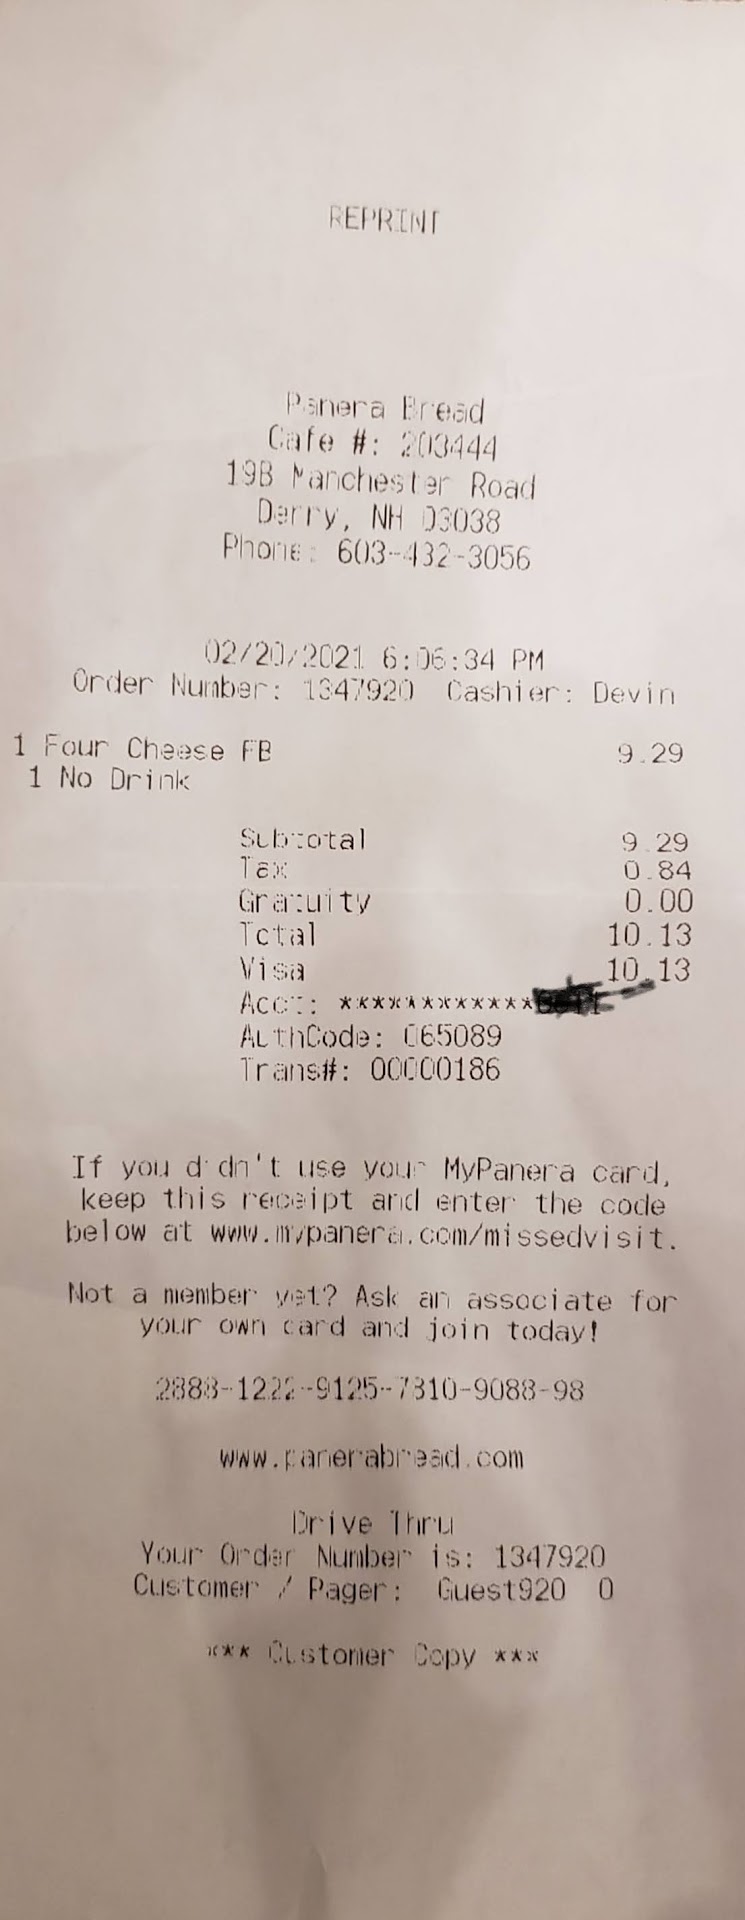 REPRINT
Panera Bread
Cafe #: 203444
19B Manchester Road
Derry, NH 03038
Phone: 603-432-3056
02/20/2021 6:06:34 PM
Order Number: 1347920 Cashier: Devin
1 Four Cheese FB 9.29
1 No Drink
Subtotal 9.29
Tax 0.84
Gratuity 0.00
Total 10.13
Visa 10.13
Acct: ************
AuthCode: 065089
Trans#: 00000186
If you didn't use your MyPanera card,
keep this receipt and enter the code
below at www.mypanera.com/missedvisit.
Not a member yet? Ask an associate for
your own card and join today!
2888-1222-9125-7810-9088-98
www.panerabread.com
Drive Thru
Your Order Number is: 1347920
Customer / Pager: Guest920 0
*** Customer Copy ***